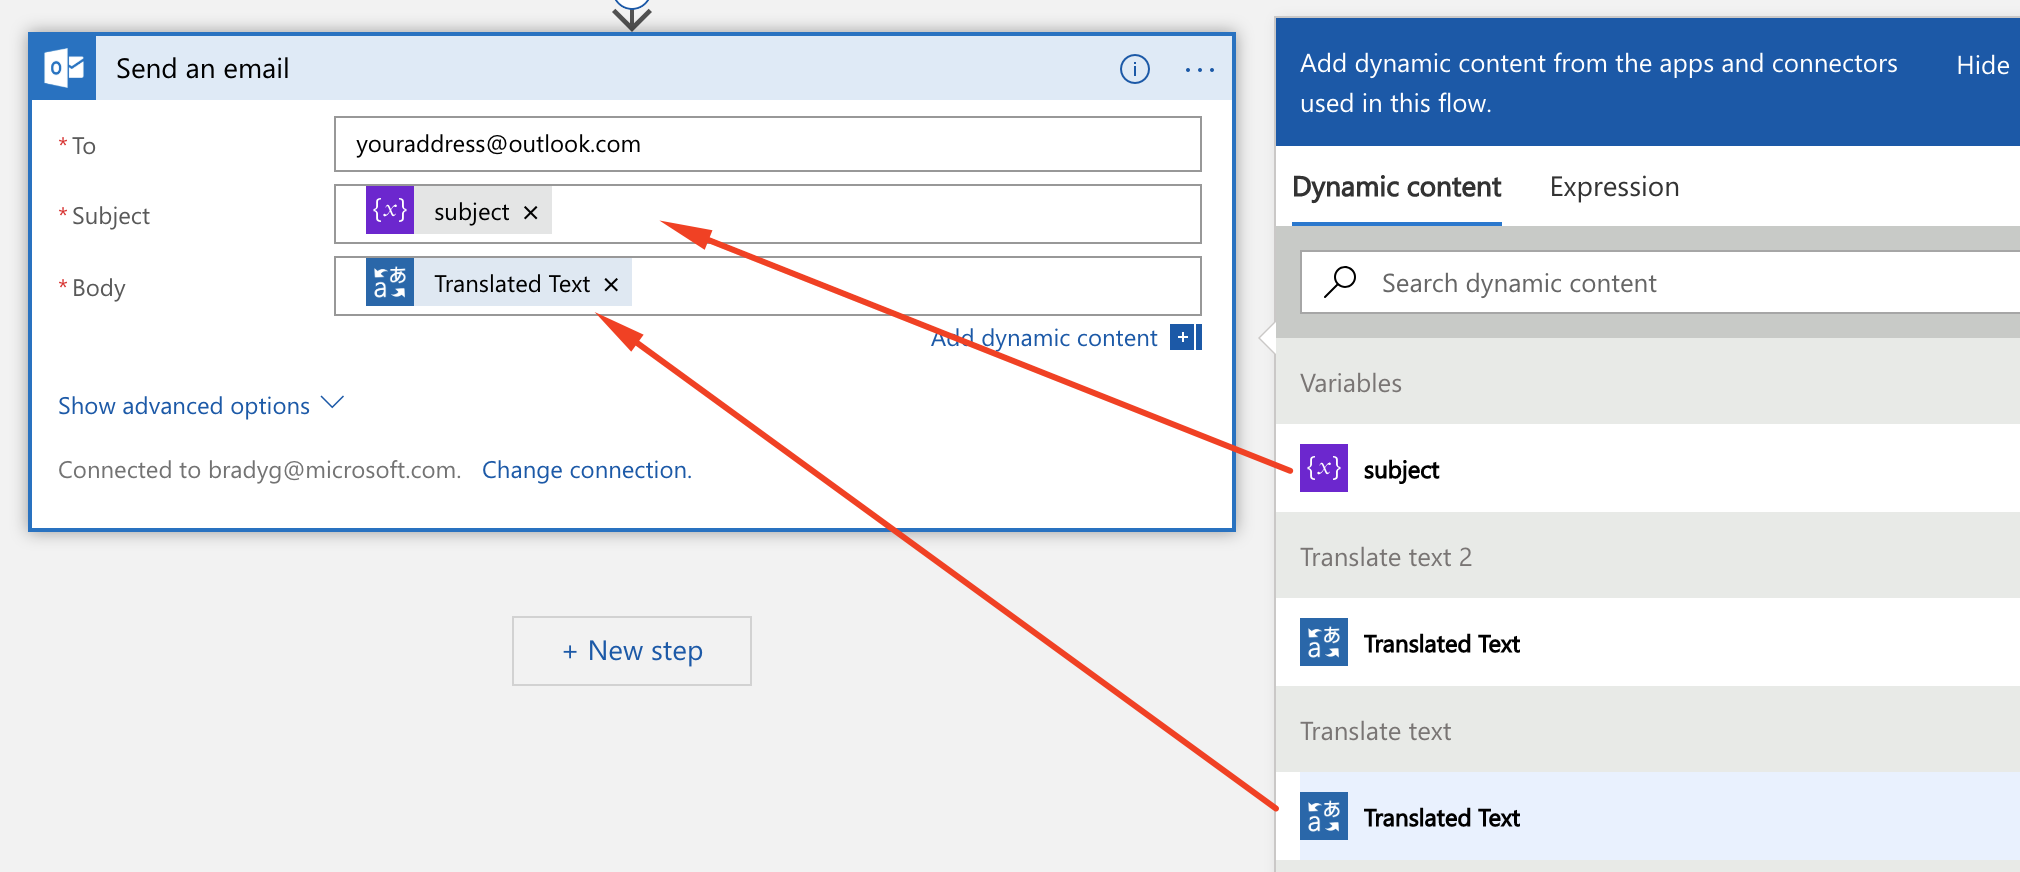 Send an email
* To
youraddress@outlook.com
* Subject
{x} subject ×
* Body
Translated Text ×
Add dynamic content
Show advanced options
Connected to bradyg@microsoft.com. Change connection.
+ New step
Add dynamic content from the apps and connectors
used in this flow.
Hide
Dynamic content
Expression
Search dynamic content
Variables
{x} subject
Translate text 2
あ a Translated Text
Translate text
あ a Translated Text